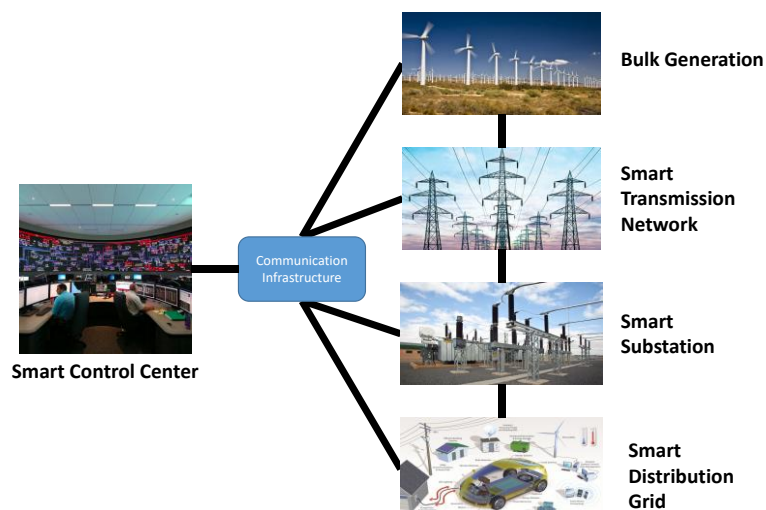 Bulk Generation
Smart
Transmission
Network
Communication
Infrastructure
Smart Control Center
Smart
Substation
Smart
Distribution
Grid